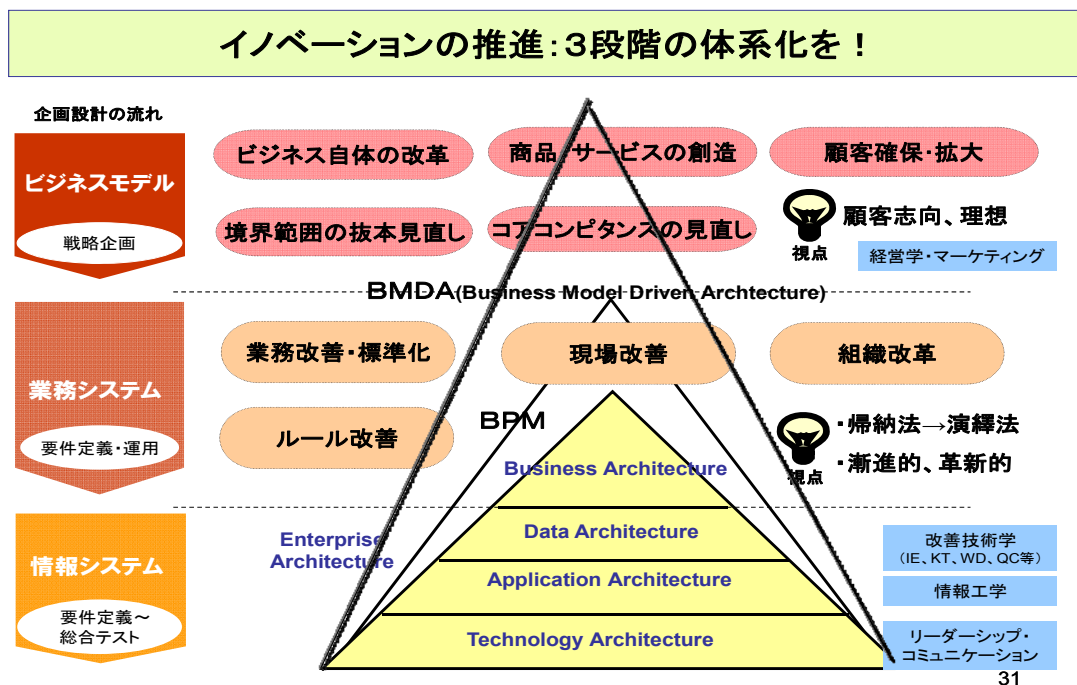 イノベーションの推進：３段階の体系化を！
企画設計の流れ
ビジネスモデル
戦略企画
ビジネス自体の改革
商品／サービスの創造
顧客確保・拡大
境界範囲の抜本見直し
コアコンピタンスの見直し
視点
顧客志向、理想
経営学・マーケティング
BMDA(Business Model Driven Archtecture)
業務システム
要件定義・運用
業務改善・標準化
現場改善
組織改革
ルール改善
BPM
視点
・帰納法→演繹法
・漸進的、革新的
Business Architecture
情報システム
要件定義～
総合テスト
Enterprise
Architecture
Data Architecture
Application Architecture
Technology Architecture
改善技術学
（IE、KT、WD、QC等）
情報工学
リーダーシップ・
コミュニケーション
31